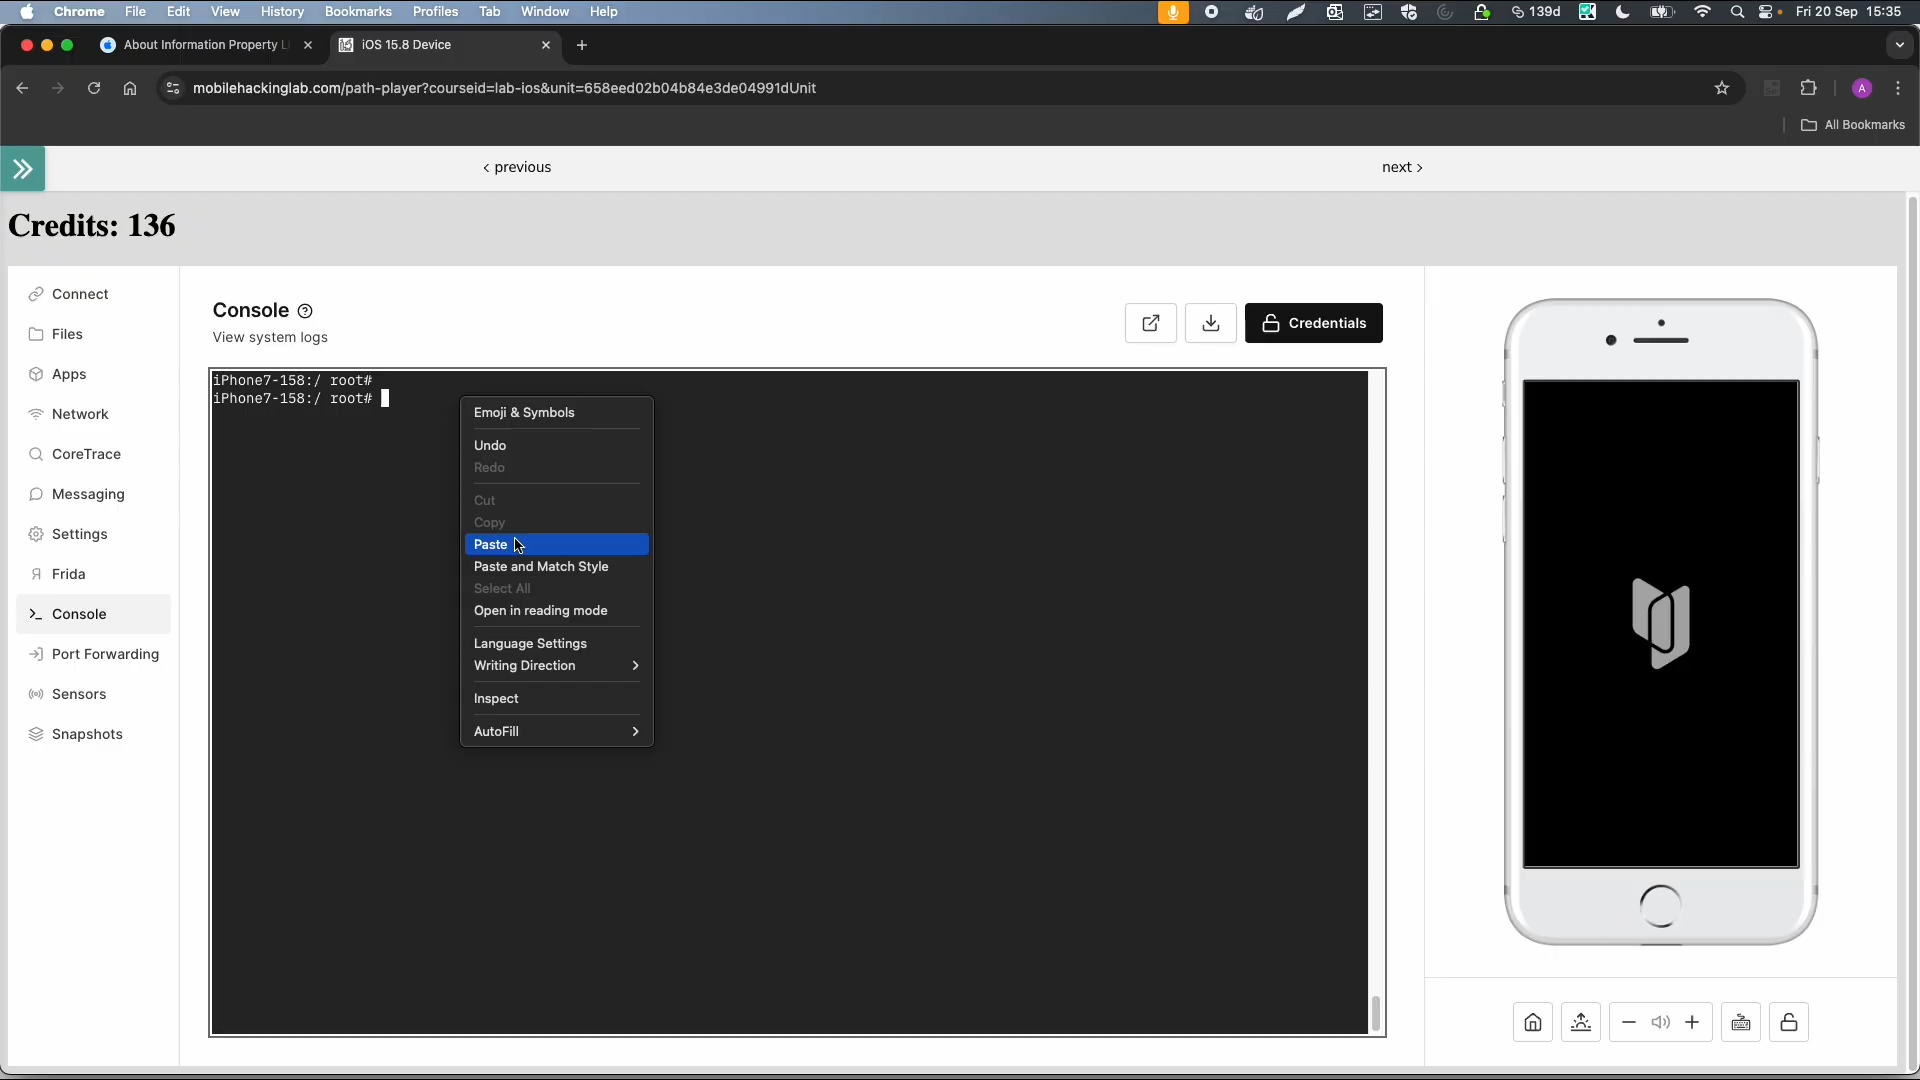 Chrome File Edit View History Bookmarks Profiles Tab Window Help 139d Fri 20 Sep 15:35
About Information Property Li
iOS 15.8 Device
mobilehackinglab.com/path-player?courseid=lab-ios&unit=658eed02b04b84e3de04991dUnit
A
All Bookmarks
< previous
next >
Credits: 136
Connect
Files
Apps
Network
CoreTrace
Messaging
Settings
Frida
Console
Port Forwarding
Sensors
Snapshots
Console
View system logs
Credentials
iPhone7-158:/ root#
iPhone7-158:/ root#
Emoji & Symbols
Undo
Redo
Cut
Copy
Paste
Paste and Match Style
Select All
Open in reading mode
Language Settings
Writing Direction
Inspect
AutoFill